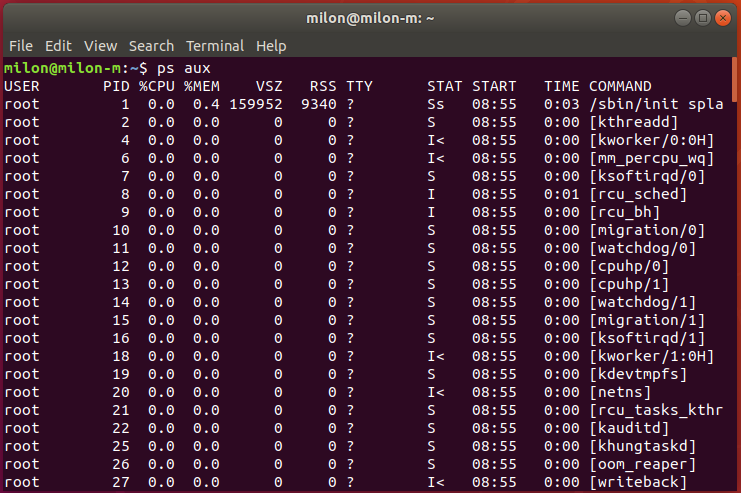 milon@milon-m: ~
File Edit View Search Terminal Help
milon@milon-m:~$ ps aux
USER       PID %CPU %MEM    VSZ   RSS TTY      STAT START   TIME COMMAND
root         1  0.0  0.4 159952  9340 ?        Ss   08:55   0:03 /sbin/init spla
root         2  0.0  0.0      0     0 ?        S    08:55   0:00 [kthreadd]
root         4  0.0  0.0      0     0 ?        I<   08:55   0:00 [kworker/0:0H]
root         6  0.0  0.0      0     0 ?        I<   08:55   0:00 [mm_percpu_wq]
root         7  0.0  0.0      0     0 ?        S    08:55   0:00 [ksoftirqd/0]
root         8  0.0  0.0      0     0 ?        I    08:55   0:01 [rcu_sched]
root         9  0.0  0.0      0     0 ?        I    08:55   0:00 [rcu_bh]
root        10  0.0  0.0      0     0 ?        S    08:55   0:00 [migration/0]
root        11  0.0  0.0      0     0 ?        S    08:55   0:00 [watchdog/0]
root        12  0.0  0.0      0     0 ?        S    08:55   0:00 [cpuhp/0]
root        13  0.0  0.0      0     0 ?        S    08:55   0:00 [cpuhp/1]
root        14  0.0  0.0      0     0 ?        S    08:55   0:00 [watchdog/1]
root        15  0.0  0.0      0     0 ?        S    08:55   0:00 [migration/1]
root        16  0.0  0.0      0     0 ?        S    08:55   0:00 [ksoftirqd/1]
root        18  0.0  0.0      0     0 ?        I<   08:55   0:00 [kworker/1:0H]
root        19  0.0  0.0      0     0 ?        S    08:55   0:00 [kdevtmpfs]
root        20  0.0  0.0      0     0 ?        I<   08:55   0:00 [netns]
root        21  0.0  0.0      0     0 ?        S    08:55   0:00 [rcu_tasks_kthr
root        22  0.0  0.0      0     0 ?        S    08:55   0:00 [kauditd]
root        25  0.0  0.0      0     0 ?        S    08:55   0:00 [khungtaskd]
root        26  0.0  0.0      0     0 ?        S    08:55   0:00 [oom_reaper]
root        27  0.0  0.0      0     0 ?        I<   08:55   0:00 [writeback]